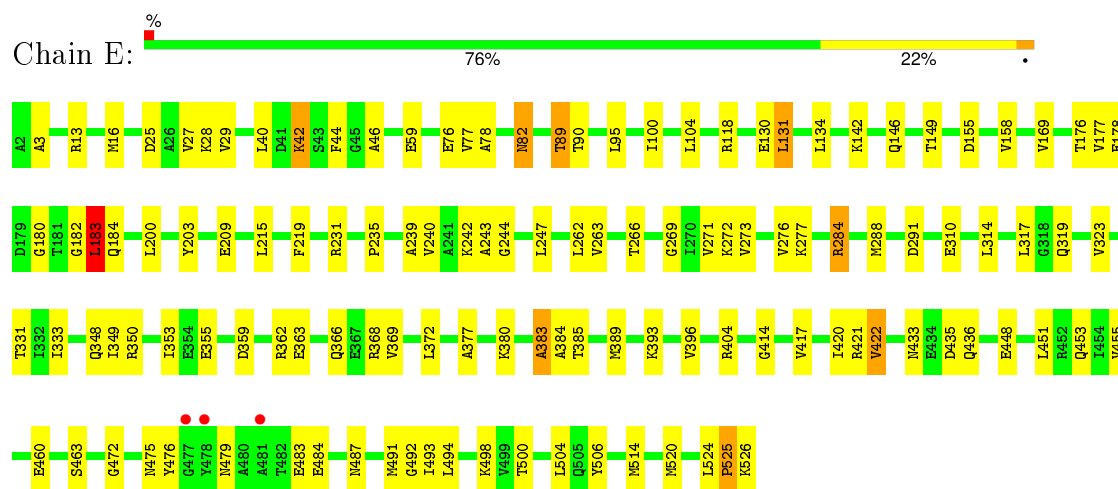 %
Chain E:
76% 22% •
A2 A3 R13 M16 D25 A26 V27 K28 V29 L40 D41 K42 S43 F44 G45 A46 E59 E76 V77 A78 N82 T89 T90 L95 I100 L104 R118 E130 L131 L134 K142 Q146 T149 D155 V158 V169 T176 V177 E178
D179 G180 T181 G182 L183 Q184 L200 Y203 E209 L215 F219 R231 P235 A239 V240 A241 K242 A243 G244 L247 L262 V263 T266 G269 I270 V271 K272 V273 V276 K277 R284 M288 D291 E310 L314 L317 G318 Q319 V323
T331 I332 I333 Q348 I349 R350 I353 E354 E355 D359 R362 E363 Q366 E367 R368 V369 L372 A377 K380 A383 A384 T385 M389 K393 V396 R404 G414 V417 I420 R421 V422 N433 E434 D435 Q436 E448 L451 R452 Q453 I454 V455
E460 S463 G472 N475 Y476 G477 Y478 N479 A480 A481 T482 E483 E484 N487 M491 G492 I493 L494 K498 V499 T500 L504 Q505 Y506 M514 M520 L524 P525 K526